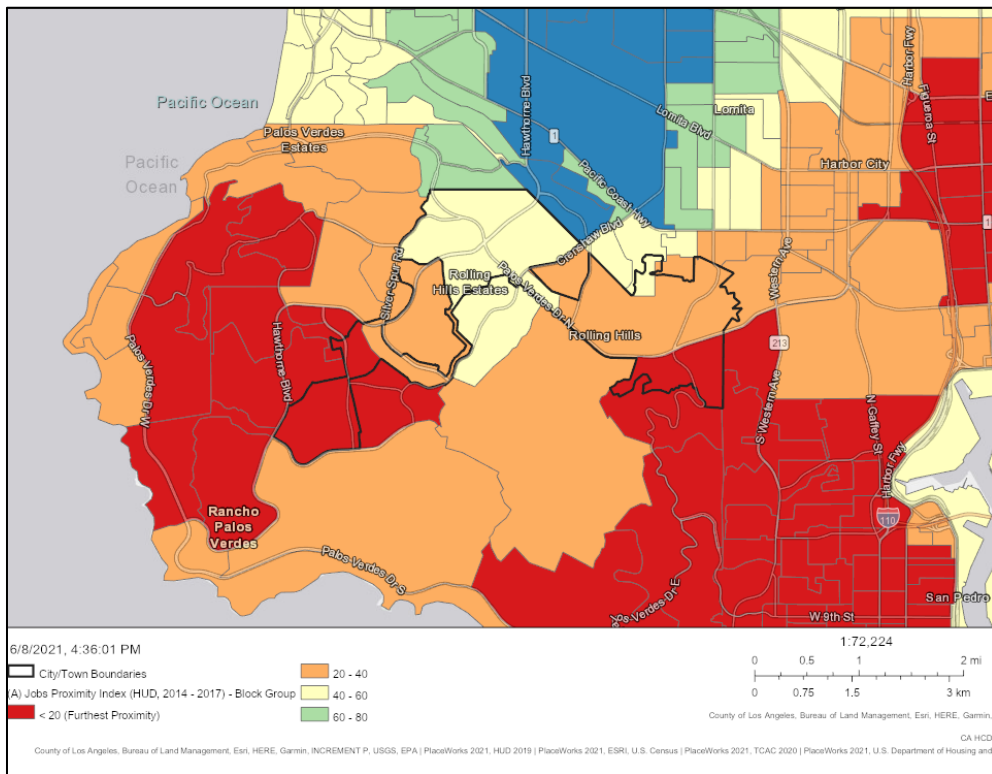 Pacific Ocean
Palos Verdes
Estates
Pacific
Ocean
Hawthorne Blvd
1
Lomita Blvd
Lomita
Pacific Coast Hwy
Harbor Fwy
Figueroa St
Harbor City
Crenshaw Blvd
Western Ave
Silver Spur Rd
Rolling
Hills Estates
Palos Verdes Dr N
Rolling Hills
213
Palos Verdes Dr W
Hawthorne Blvd
S Western Ave
N Gaffey St
Harbor Fwy
110
Rancho
Palos
Verdes
Palos Verdes Dr S
os Verdes Dr E
W 9th St
San Pedro
6/8/2021, 4:36:01 PM
City/Town Boundaries
(A) Jobs Proximity Index (HUD, 2014 - 2017) - Block Group
< 20 (Furthest Proximity)
20 - 40
40 - 60
60 - 80
1:72,224
0 0.5 1 2 mi
0 0.75 1.5 3 km
County of Los Angeles, Bureau of Land Management, Esri, HERE, Garmin,
CA HCD
County of Los Angeles, Bureau of Land Management, Esri, HERE, Garmin, INCREMENT P, USGS, EPA | PlaceWorks 2021, HUD 2019 | PlaceWorks 2021, ESRI, U.S. Census | PlaceWorks 2021, TCAC 2020 | PlaceWorks 2021, U.S. Department of Housing and